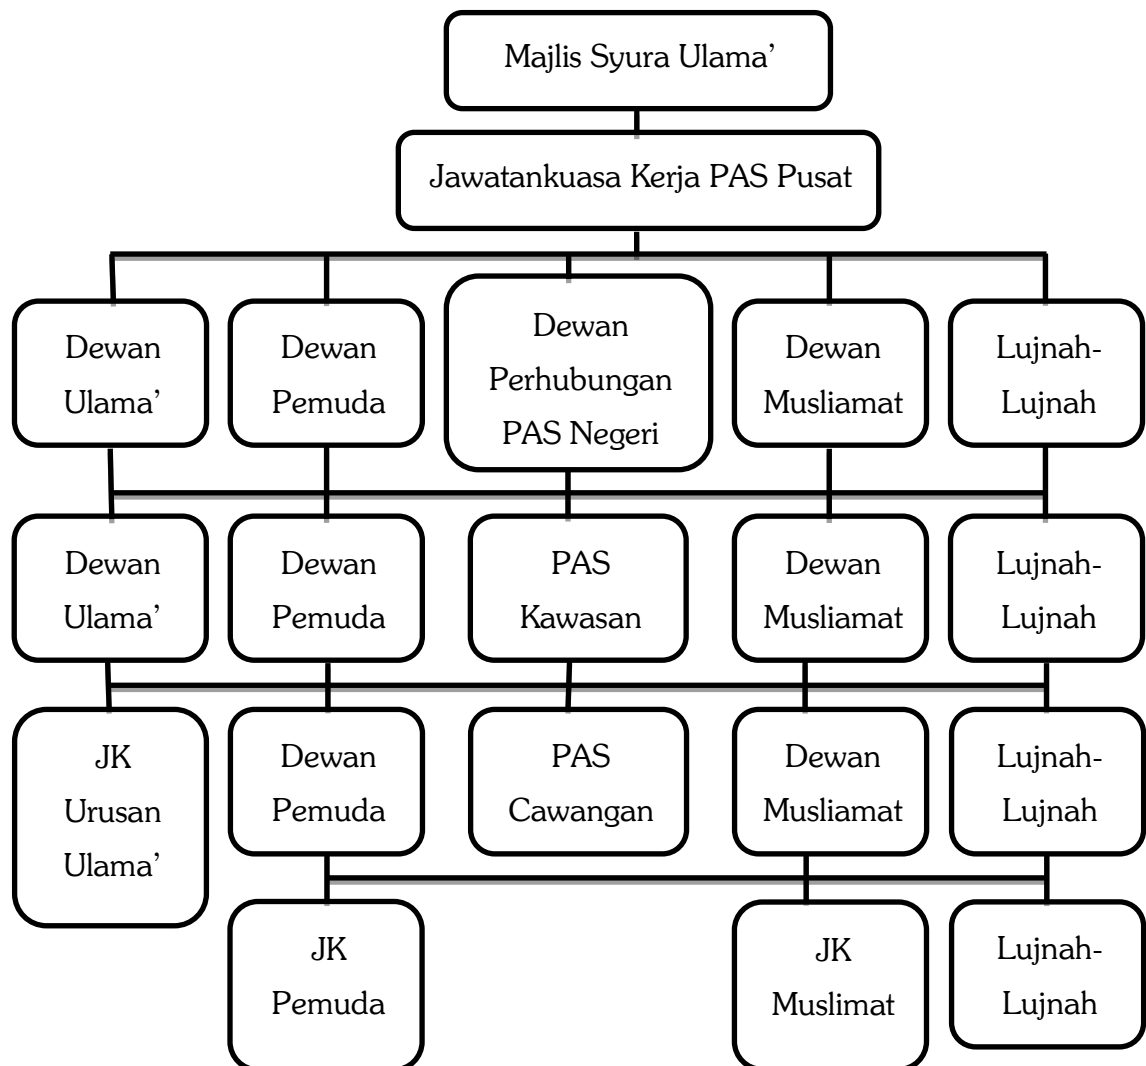 Majlis Syura Ulama’
Jawatankuasa Kerja PAS Pusat
Dewan
Ulama’
Dewan
Pemuda
Dewan
Perhubungan
PAS Negeri
Dewan
Musliamat
Lujnah-
Lujnah
Dewan
Ulama’
Dewan
Pemuda
PAS
Kawasan
Dewan
Musliamat
Lujnah-
Lujnah
JK
Urusan
Ulama’
Dewan
Pemuda
PAS
Cawangan
Dewan
Musliamat
Lujnah-
Lujnah
JK
Pemuda
JK
Muslimat
Lujnah-
Lujnah